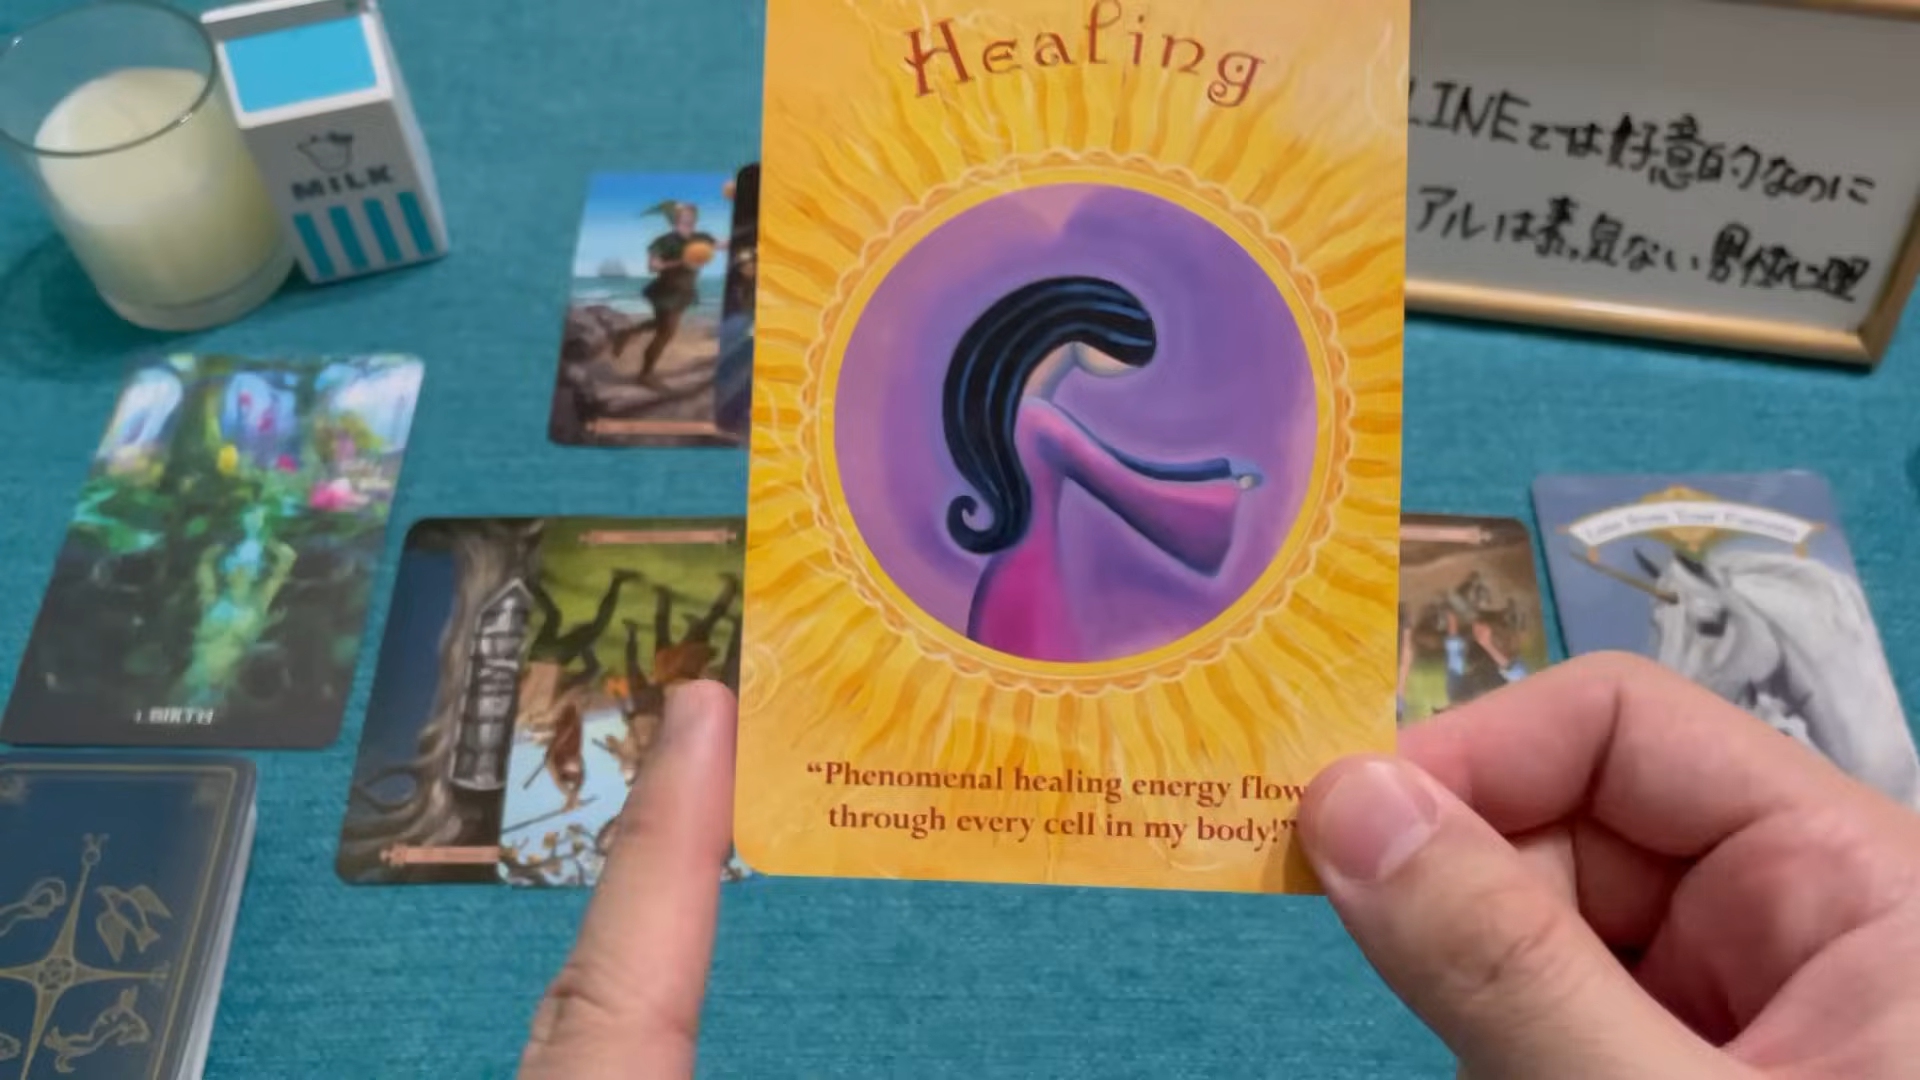 Healing
LINEでは好意的なのに
アルは素っ気ない男性心理
MILK
1 BIRTH
"Phenomenal healing energy flow
through every cell in my body!"